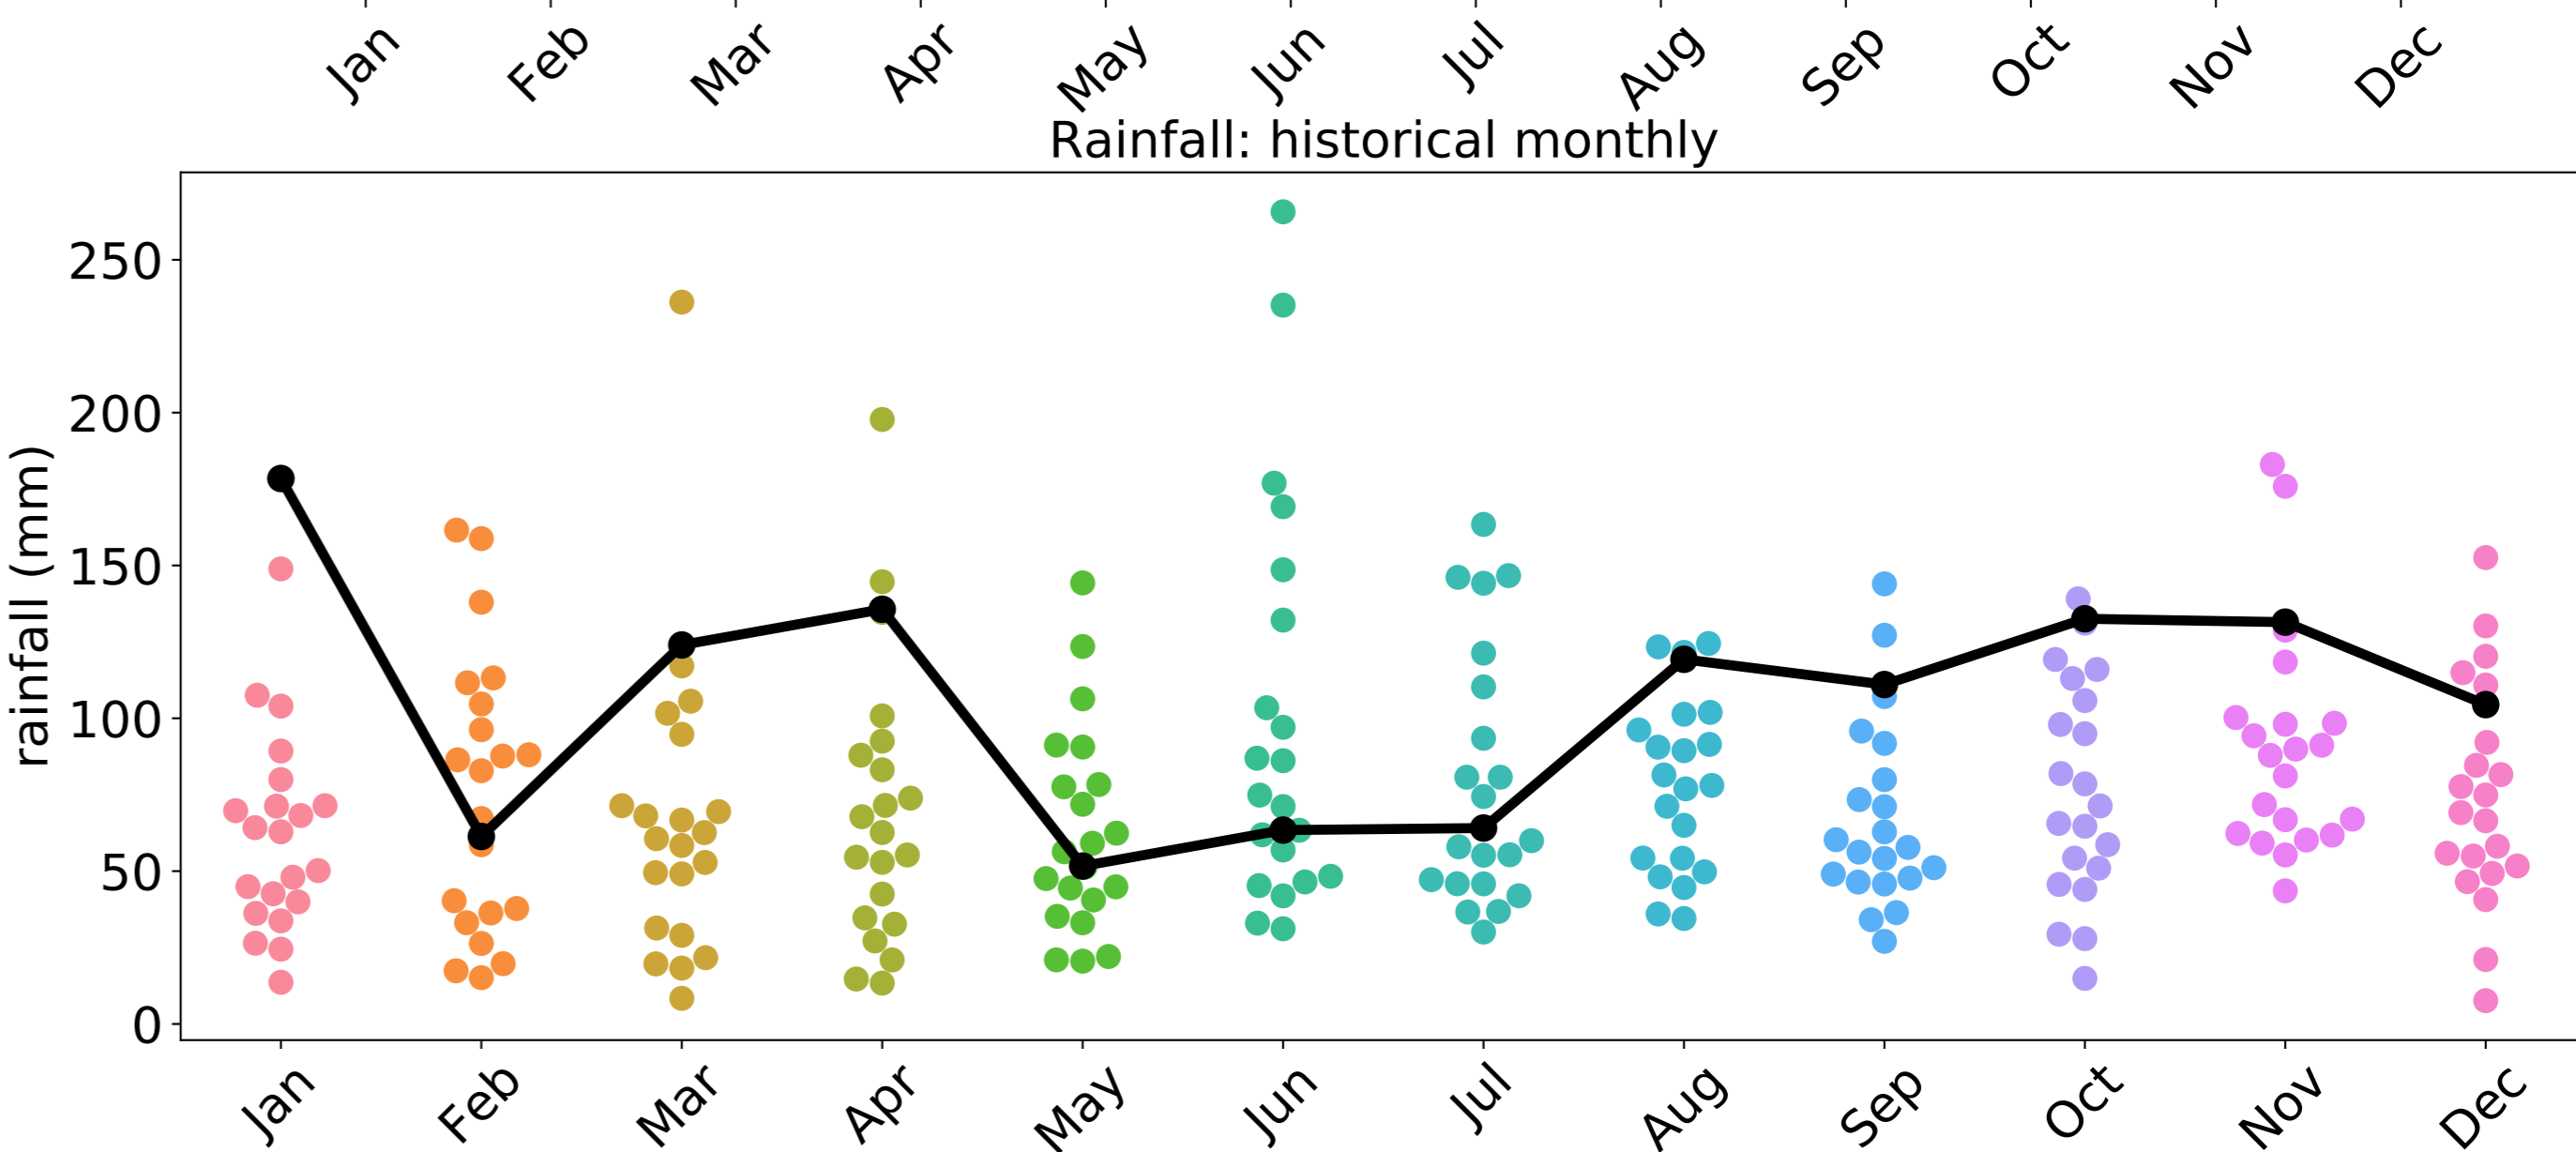 Jan Feb Mar Apr May Jun Jul Aug Sep Oct Nov Dec
Rainfall: historical monthly
rainfall (mm)
250
200
150
100
50
0
Jan Feb Mar Apr May Jun Jul Aug Sep Oct Nov Dec